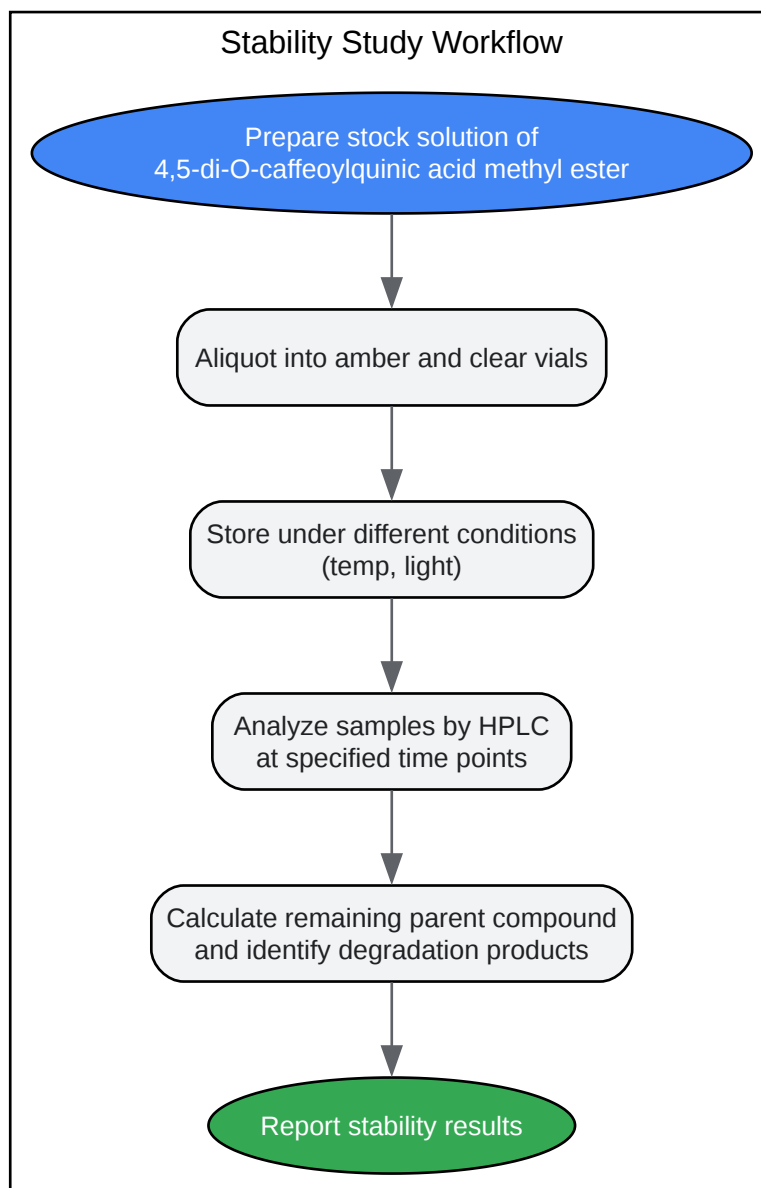 Stability Study Workflow
Prepare stock solution of
4,5-di-O-caffeoylquinic acid methyl ester
Aliquot into amber and clear vials
Store under different conditions
(temp, light)
Analyze samples by HPLC
at specified time points
Calculate remaining parent compound
and identify degradation products
Report stability results